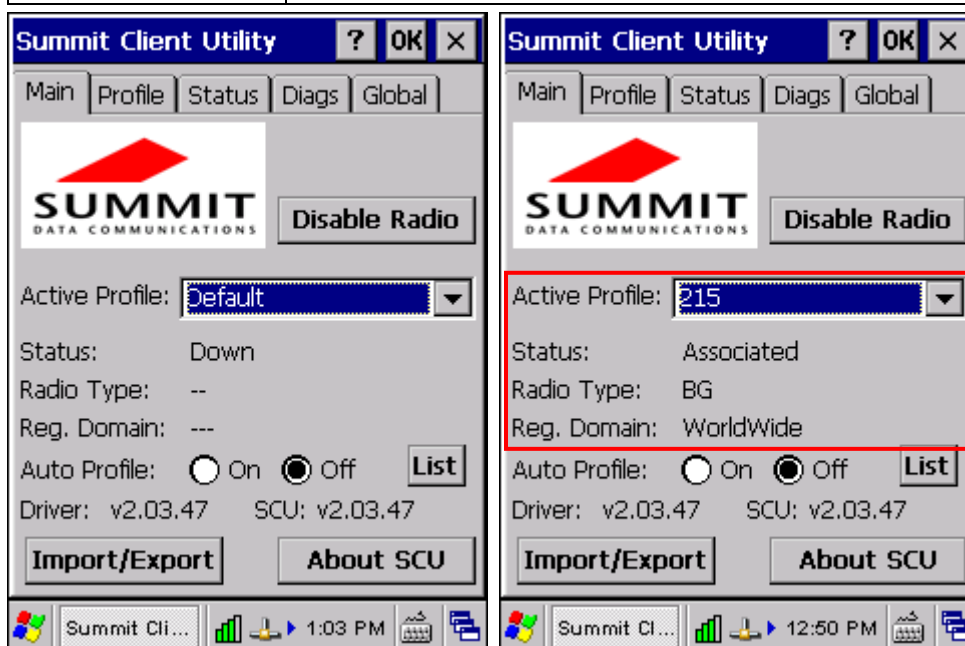 Summit Client Utility ? OK ×
Main Profile Status Diags Global
SUMMIT
DATA COMMUNICATIONS
Disable Radio
Active Profile: Default
Status: Down
Radio Type: --
Reg. Domain: ---
Auto Profile: On Off List
Driver: v2.03.47 SCU: v2.03.47
Import/Export About SCU
Summit Cli... 1:03 PM
Summit Client Utility ? OK ×
Main Profile Status Diags Global
SUMMIT
DATA COMMUNICATIONS
Disable Radio
Active Profile: 215
Status: Associated
Radio Type: BG
Reg. Domain: WorldWide
Auto Profile: On Off List
Driver: v2.03.47 SCU: v2.03.47
Import/Export About SCU
Summit Cl... 12:50 PM